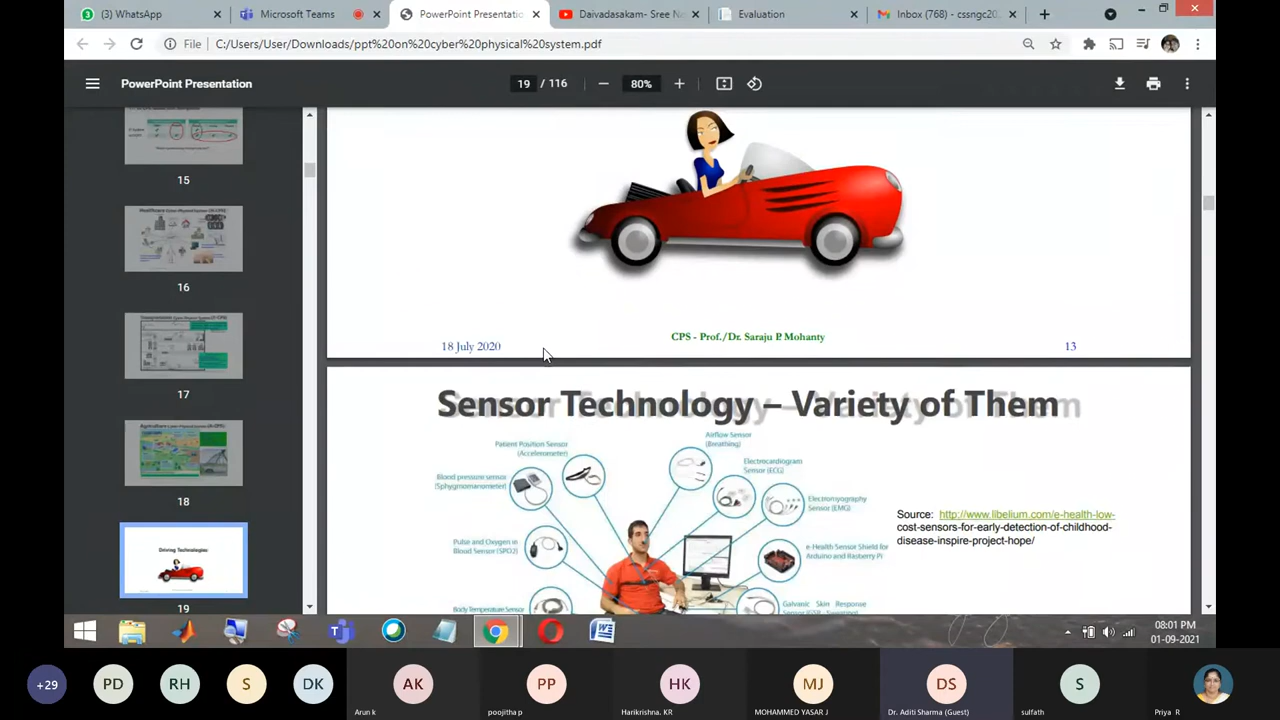 (3) WhatsApp
Microsoft Teams
PowerPoint Presentatio
Daivadasakam- Sree Na
Evaluation
Inbox (768) - cssngc20
File
C:/Users/User/Downloads/ppt%20on%20cyber%20physical%20system.pdf
PowerPoint Presentation
19 / 116
80%
15
16
17
18
Driving Technologies
19
18 July 2020
CPS - Prof./Dr. Saraju P. Mohanty
13
Sensor Technology – Variety of Them
Patient Position Sensor
(Accelerometer)
Airflow Sensor
(Breathing)
Blood pressure sensor
(Sphygmomanometer)
Electrocardiogram
Sensor (ECG)
Electromyography
Sensor (EMG)
Pulse and Oxygen in
Blood Sensor (SPO2)
e-Health Sensor Shield for
Arduino and Rasberry Pi
Body Temperature Sensor
Galvanic Skin Response
Source: http://www.libelium.com/e-health-low-
cost-sensors-for-early-detection-of-childhood-
disease-inspire-project-hope/
08:01 PM
01-09-2021
+29
PD
RH
S
DK
AK
Arun k
PP
poojitha p
HK
Harikrishna. KR
MJ
MOHAMMED YASAR J
DS
Dr. Aditi Sharma (Guest)
S
sulfath
Priya R